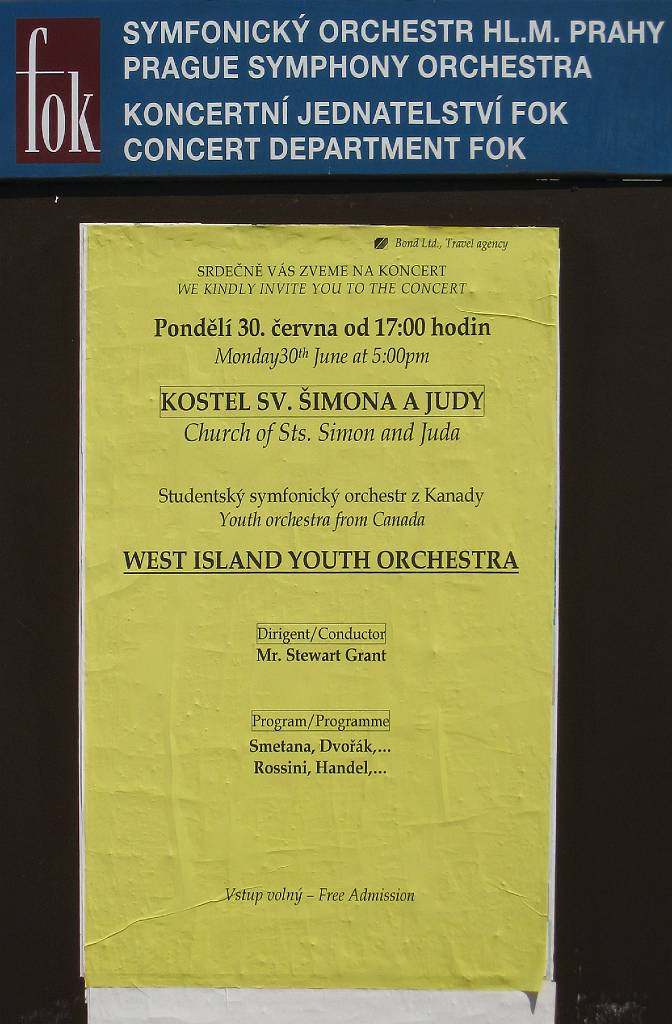 fok
SYMFONICKÝ ORCHESTR HL.M. PRAHY
PRAGUE SYMPHONY ORCHESTRA
KONCERTNÍ JEDNATELSTVÍ FOK
CONCERT DEPARTMENT FOK
Bond Ltd., Travel agency
SRDEČNĚ VÁS ZVEME NA KONCERT
WE KINDLY INVITE YOU TO THE CONCERT
Pondělí 30. června od 17:00 hodin
Monday30th June at 5:00pm
KOSTEL SV. ŠIMONA A JUDY
Church of Sts. Simon and Juda
Studentský symfonický orchestr z Kanady
Youth orchestra from Canada
WEST ISLAND YOUTH ORCHESTRA
Dirigent/Conductor
Mr. Stewart Grant
Program/Programme
Smetana, Dvořák,...
Rossini, Handel,...
Vstup volný – Free Admission